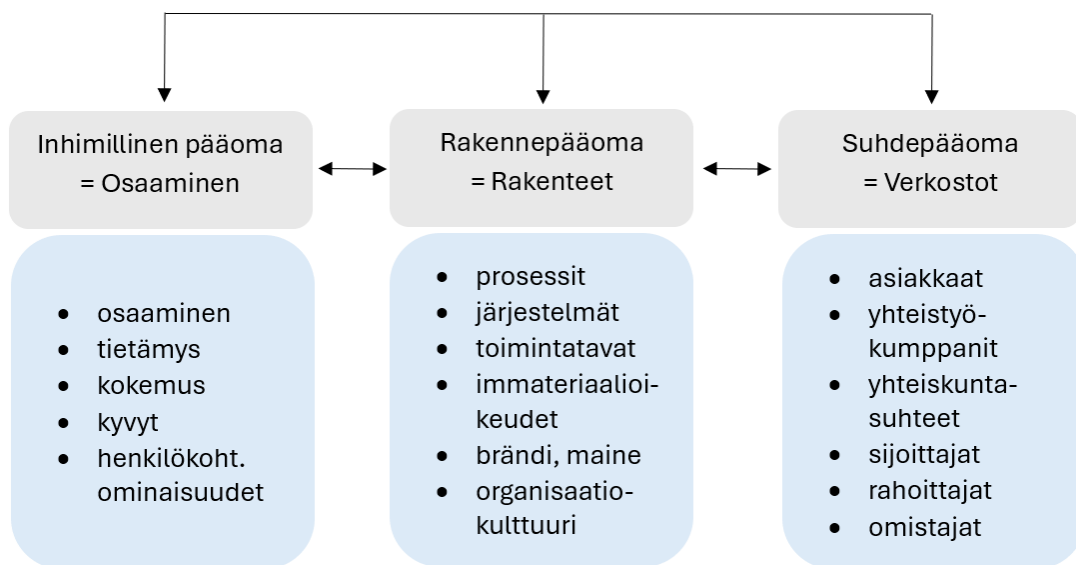 Inhimillinen pääoma
= Osaaminen
Rakennepääoma
= Rakenteet
Suhdepääoma
= Verkostot
• osaaminen
• tietämys
• kokemus
• kyvyt
• henkilökoht.
ominaisuudet
• prosessit
• järjestelmät
• toimintatavat
• immateriaalioi-
keudet
• brändi, maine
• organisaatio-
kulttuuri
• asiakkaat
• yhteistyö-
kumppanit
• yhteiskunta-
suhteet
• sijoittajat
• rahoittajat
• omistajat